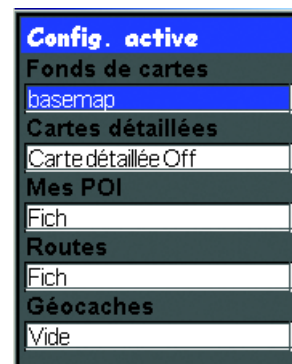 Config. active
Fonds de cartes
basemap
Cartes détaillées
Carte détaillée Off
Mes POI
Fich
Routes
Fich
Géocaches
Vide